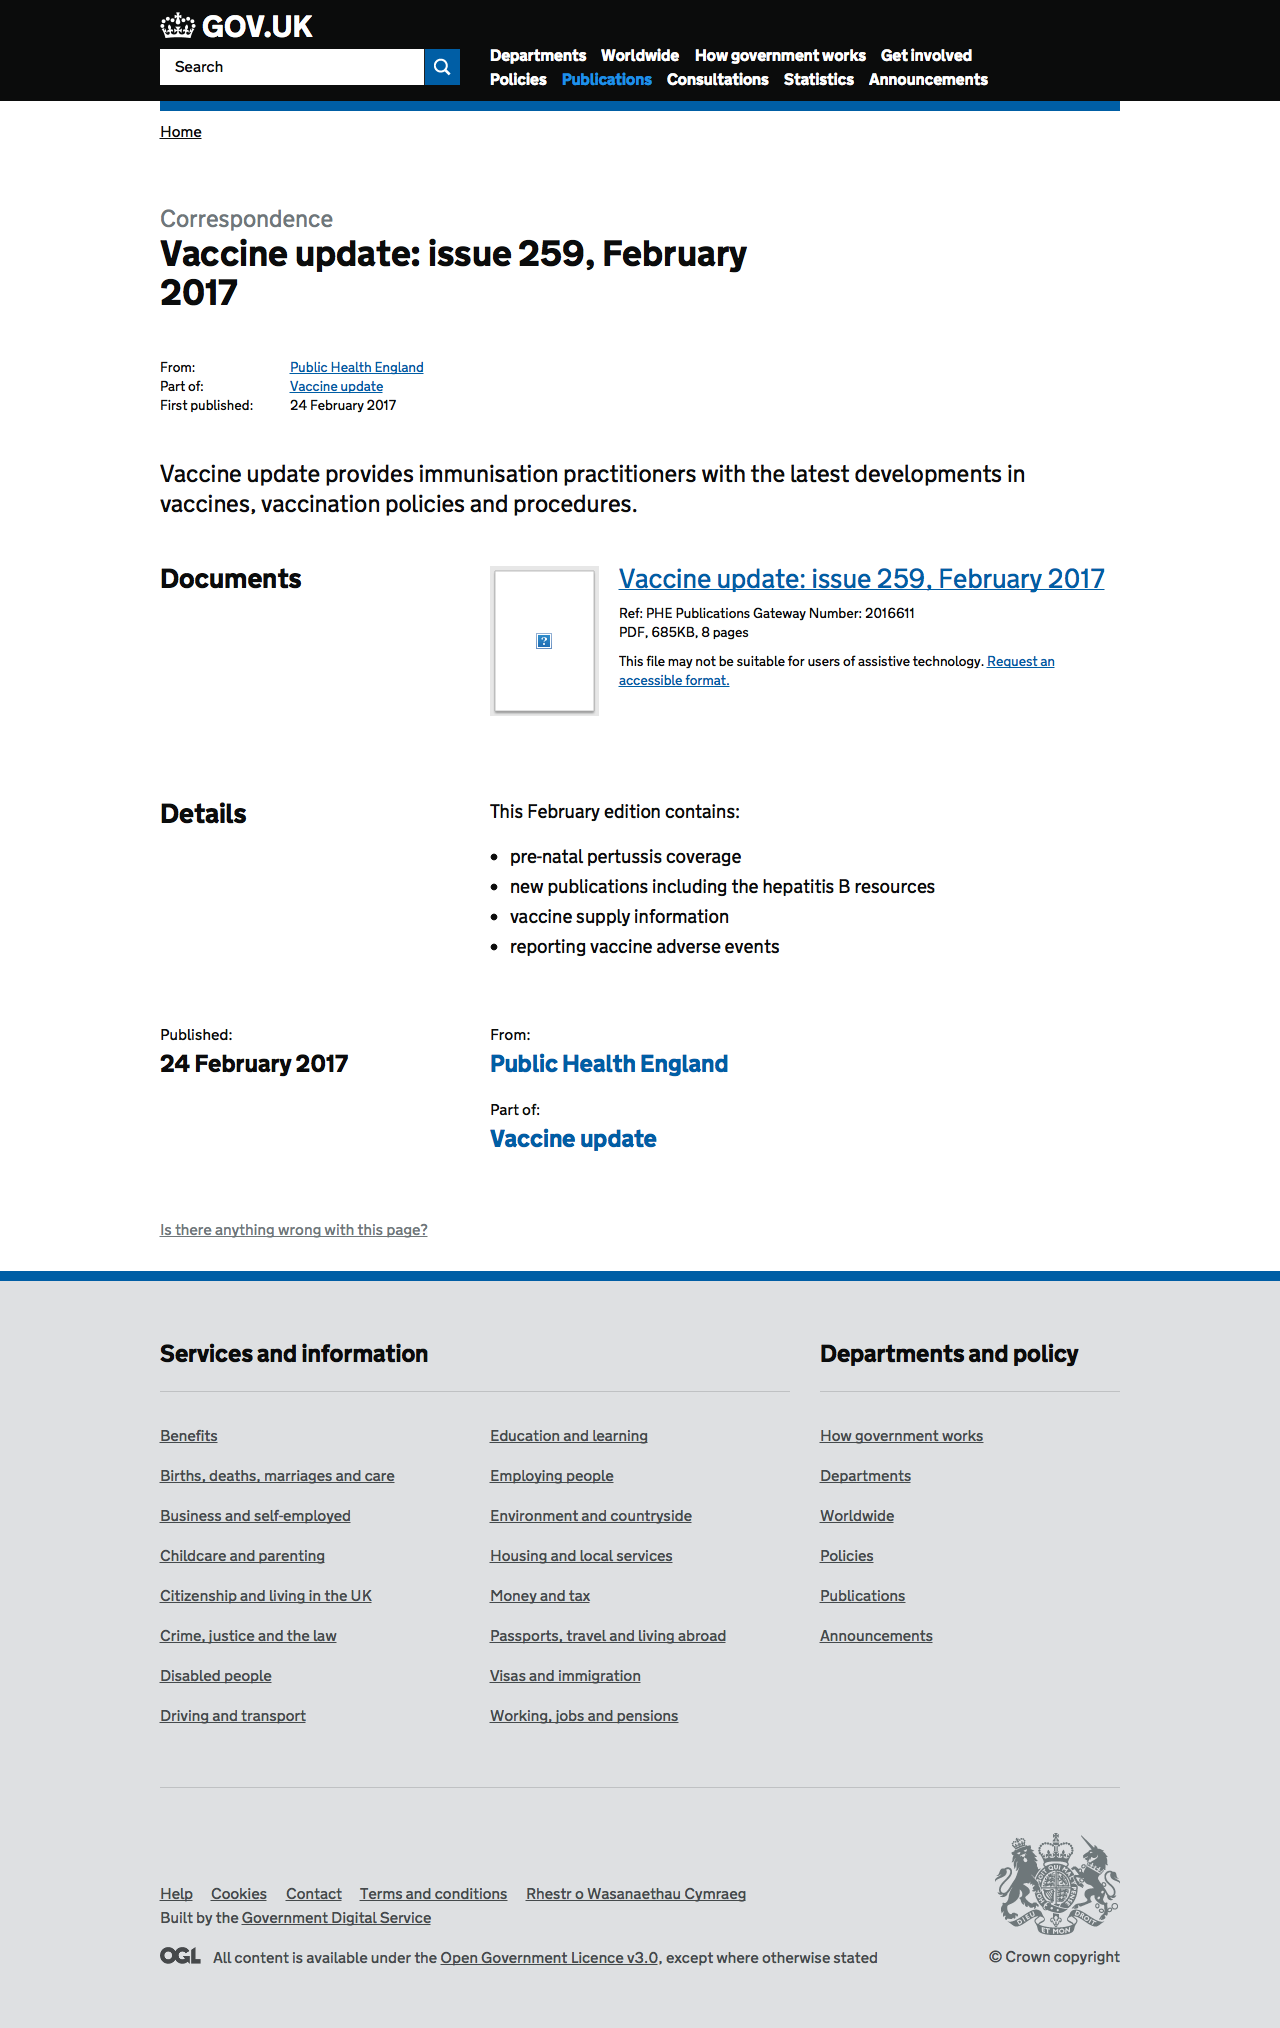 GOV.UK
Search
Departments Worldwide How government works Get involved
Policies Publications Consultations Statistics Announcements
Home
Correspondence
Vaccine update: issue 259, February
2017
From: Public Health England
Part of: Vaccine update
First published: 24 February 2017
Vaccine update provides immunisation practitioners with the latest developments in
vaccines, vaccination policies and procedures.
Documents
Vaccine update: issue 259, February 2017
Ref: PHE Publications Gateway Number: 2016611
PDF, 685KB, 8 pages
This file may not be suitable for users of assistive technology. Request an
accessible format.
?
Details
This February edition contains:
• pre-natal pertussis coverage
• new publications including the hepatitis B resources
• vaccine supply information
• reporting vaccine adverse events
Published:
24 February 2017
From:
Public Health England
Part of:
Vaccine update
Is there anything wrong with this page?
Services and information
Benefits
Births, deaths, marriages and care
Business and self-employed
Childcare and parenting
Citizenship and living in the UK
Crime, justice and the law
Disabled people
Driving and transport
Education and learning
Employing people
Environment and countryside
Housing and local services
Money and tax
Passports, travel and living abroad
Visas and immigration
Working, jobs and pensions
Departments and policy
How government works
Departments
Worldwide
Policies
Publications
Announcements
Help Cookies Contact Terms and conditions Rhestr o Wasanaethau Cymraeg
Built by the Government Digital Service
OGL All content is available under the Open Government Licence v3.0, except where otherwise stated
DIEU ET MON DROIT
© Crown copyright